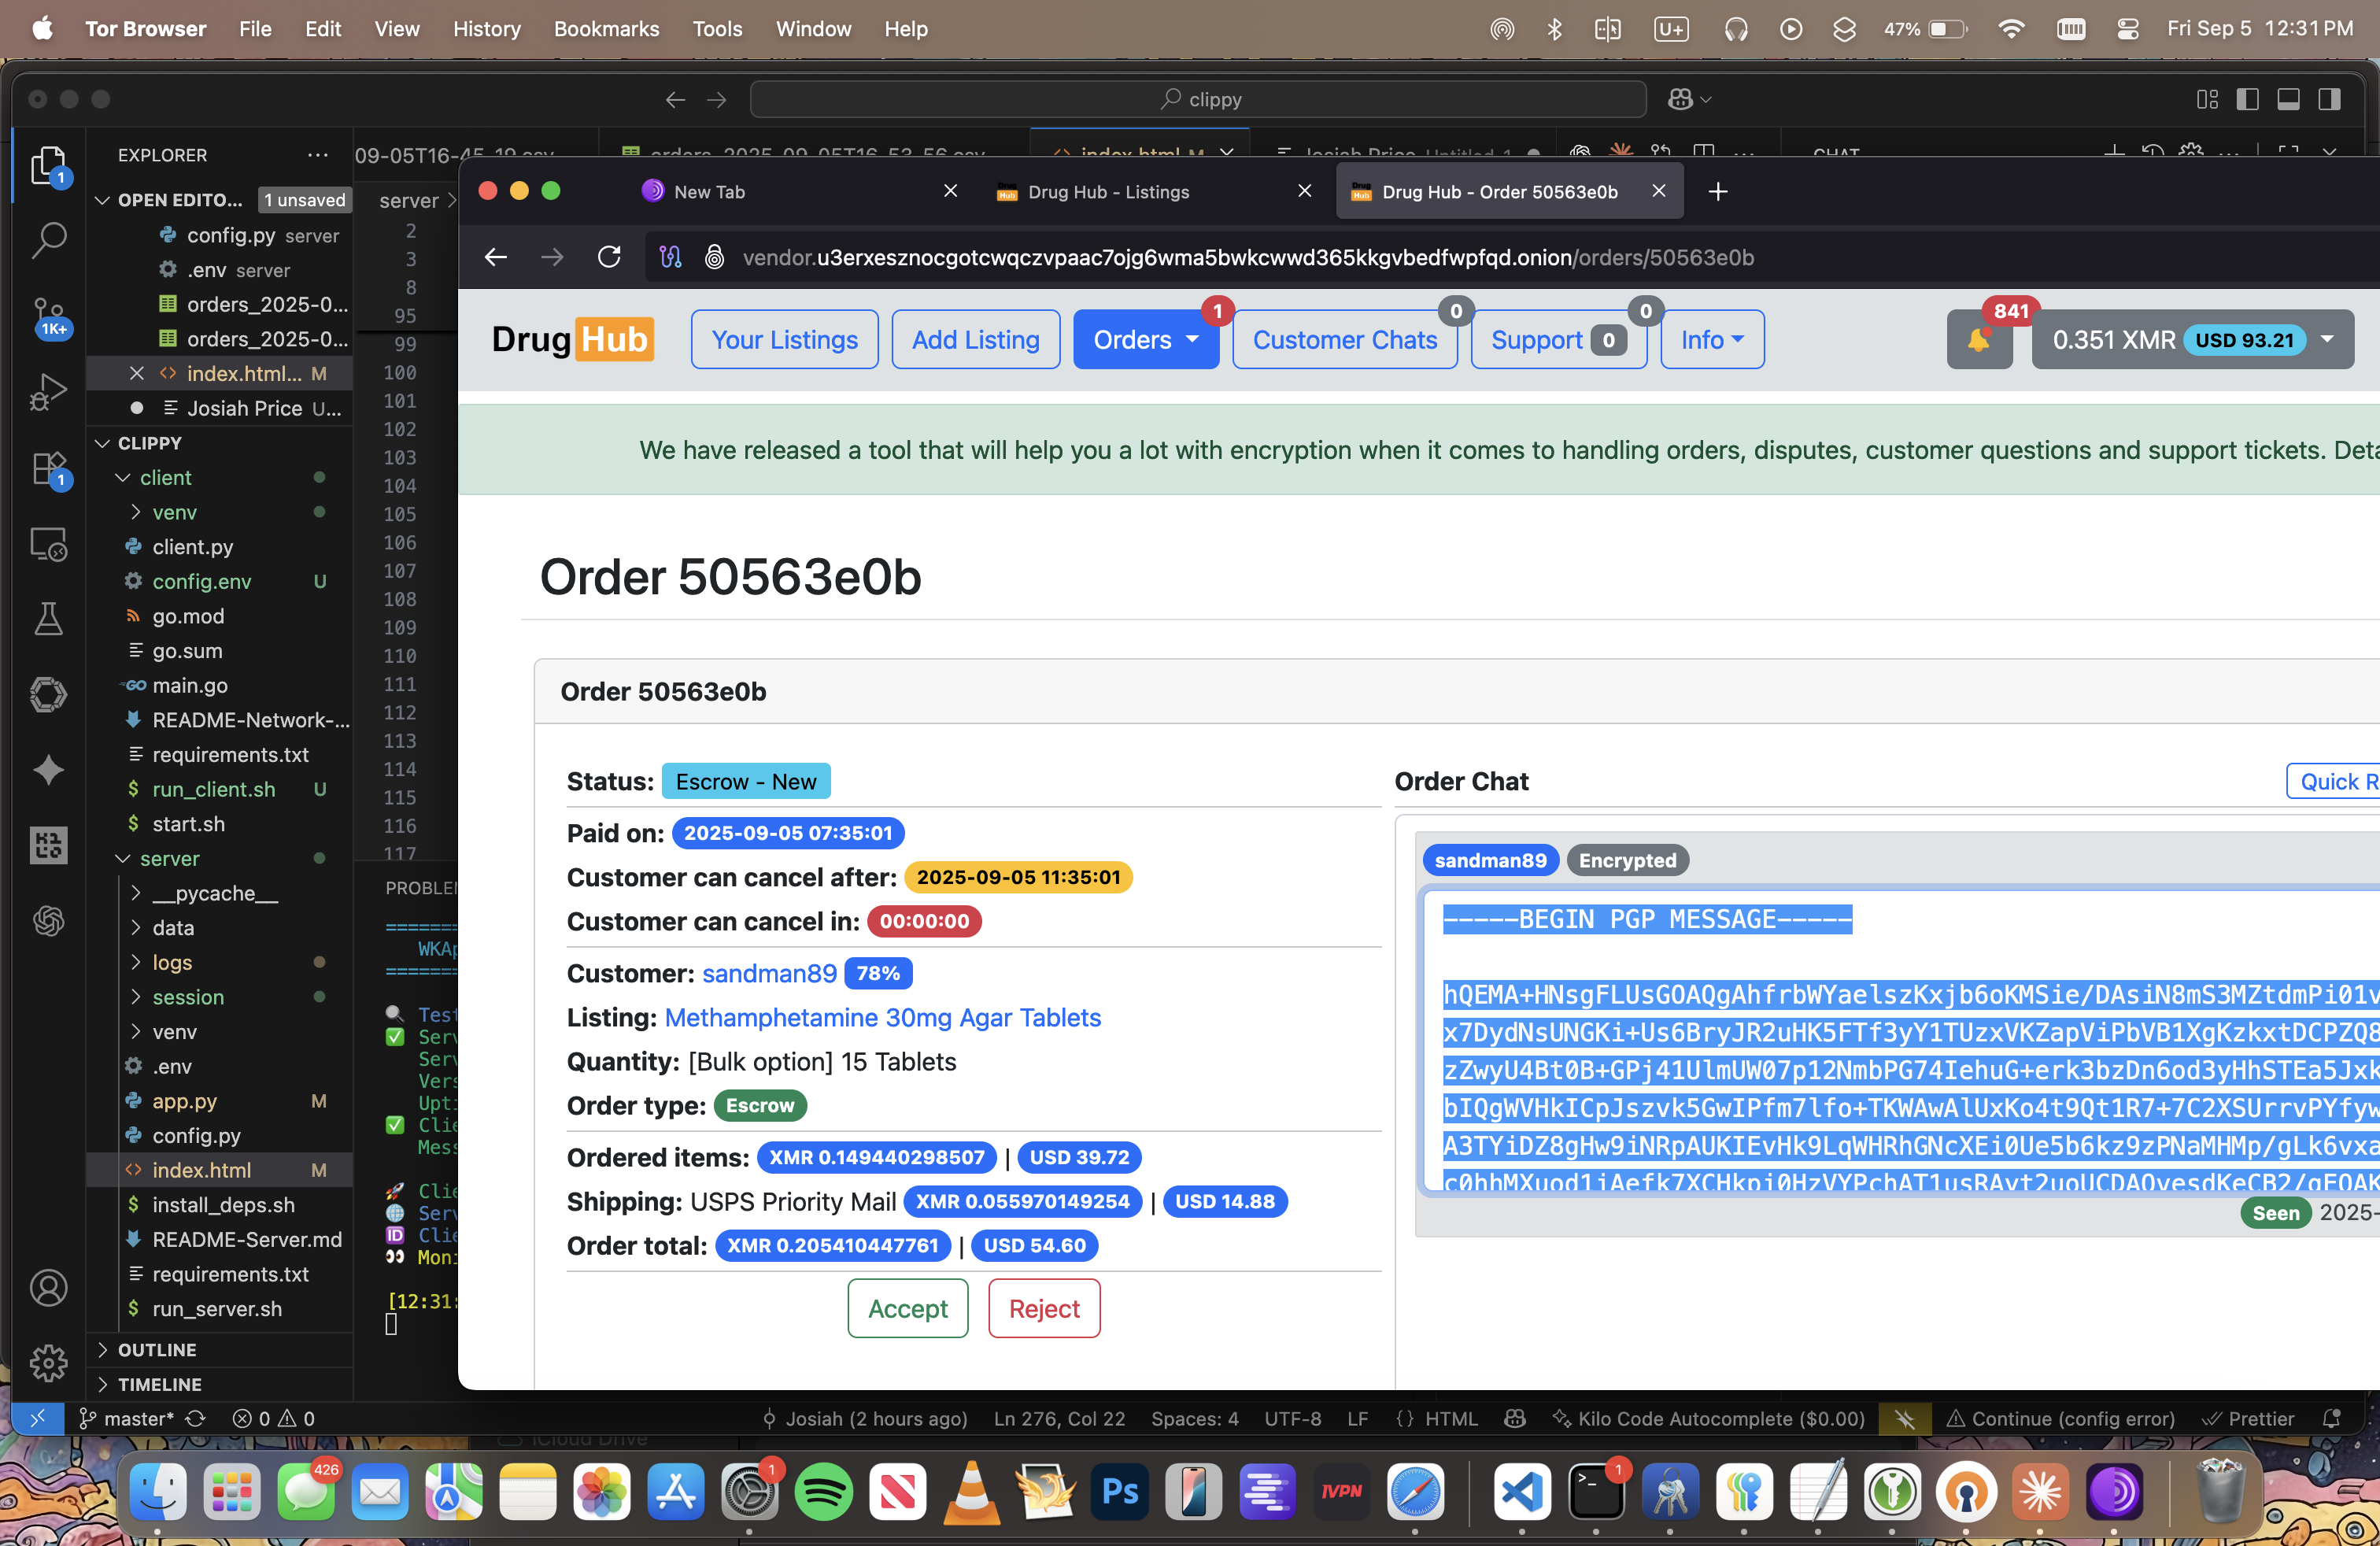 Tor Browser File Edit View History Bookmarks Tools Window Help 47% Fri Sep 5 12:31 PM
clippy
EXPLORER
OPEN EDITO... 1 unsaved
config.py server
.env server
orders_2025-0...
orders_2025-0...
index.html... M
Josiah Price U...
CLIPPY
client
venv
client.py
config.env U
go.mod
go.sum
main.go
README-Network-...
requirements.txt
run_client.sh U
start.sh
server
__pycache__
data
logs
session
venv
.env
app.py M
config.py
index.html M
install_deps.sh
README-Server.md
requirements.txt
run_server.sh
OUTLINE
TIMELINE
server
2
3
8
95
99
100
101
102
103
104
105
106
107
108
109
110
111
112
113
114
115
116
117
New Tab
Drug Hub - Listings
Drug Hub - Order 50563e0b
vendor.u3erxesznocgotcwqczvpaac7ojg6wma5bwkcwwd365kkgvbedfwpfqd.onion/orders/50563e0b
Drug Hub
Your Listings
Add Listing
Orders 1
Customer Chats 0
Support 0 0
Info
841
0.351 XMR USD 93.21
We have released a tool that will help you a lot with encryption when it comes to handling orders, disputes, customer questions and support tickets. Deta
Order 50563e0b
Order 50563e0b
Status: Escrow - New
Paid on: 2025-09-05 07:35:01
Customer can cancel after: 2025-09-05 11:35:01
Customer can cancel in: 00:00:00
Customer: sandman89 78%
Listing: Methamphetamine 30mg Agar Tablets
Quantity: [Bulk option] 15 Tablets
Order type: Escrow
Ordered items: XMR 0.149440298507 | USD 39.72
Shipping: USPS Priority Mail XMR 0.055970149254 | USD 14.88
Order total: XMR 0.205410447761 | USD 54.60
Accept
Reject
Order Chat
Quick R
sandman89 Encrypted
-----BEGIN PGP MESSAGE-----
hQEMA+HNsgFLUsGOAQgAhfrbWYaelszKxjb6oKMSie/DAsiN8mS3MZtdmPi01v
x7DydNsUNGKi+Us6BryJR2uHK5FTf3yY1TUzxVKZapViPbVB1XgKzkxtDCPZQ8
zZwyU4Bt0B+GPj41UlmUW07p12NmbPG74IehuG+erk3bzDn6od3yHhSTEa5Jxk
bIQgWVHkICpJszvk5GwIPfm7lfo+TKWAwAlUxKo4t9Qt1R7+7C2XSUrrvPYfyw
A3TYiDZ8gHw9iNRpAUKIEvHk9LqWHRhGNcXEi0Ue5b6kz9zPNaMHMp/gLk6vxa
Seen 2025-
PROBLE
WKAp
Test
Serv
Serv
Vers
Upti
Clie
Mess
Clie
Serv
Clie
Moni
[12:31:
master* 0 0 Josiah (2 hours ago) Ln 276, Col 22 Spaces: 4 UTF-8 LF HTML Kilo Code Autocomplete ($0.00) Continue (config error) Prettier
iCloud Drive
426
1
Ps
IVPN
1